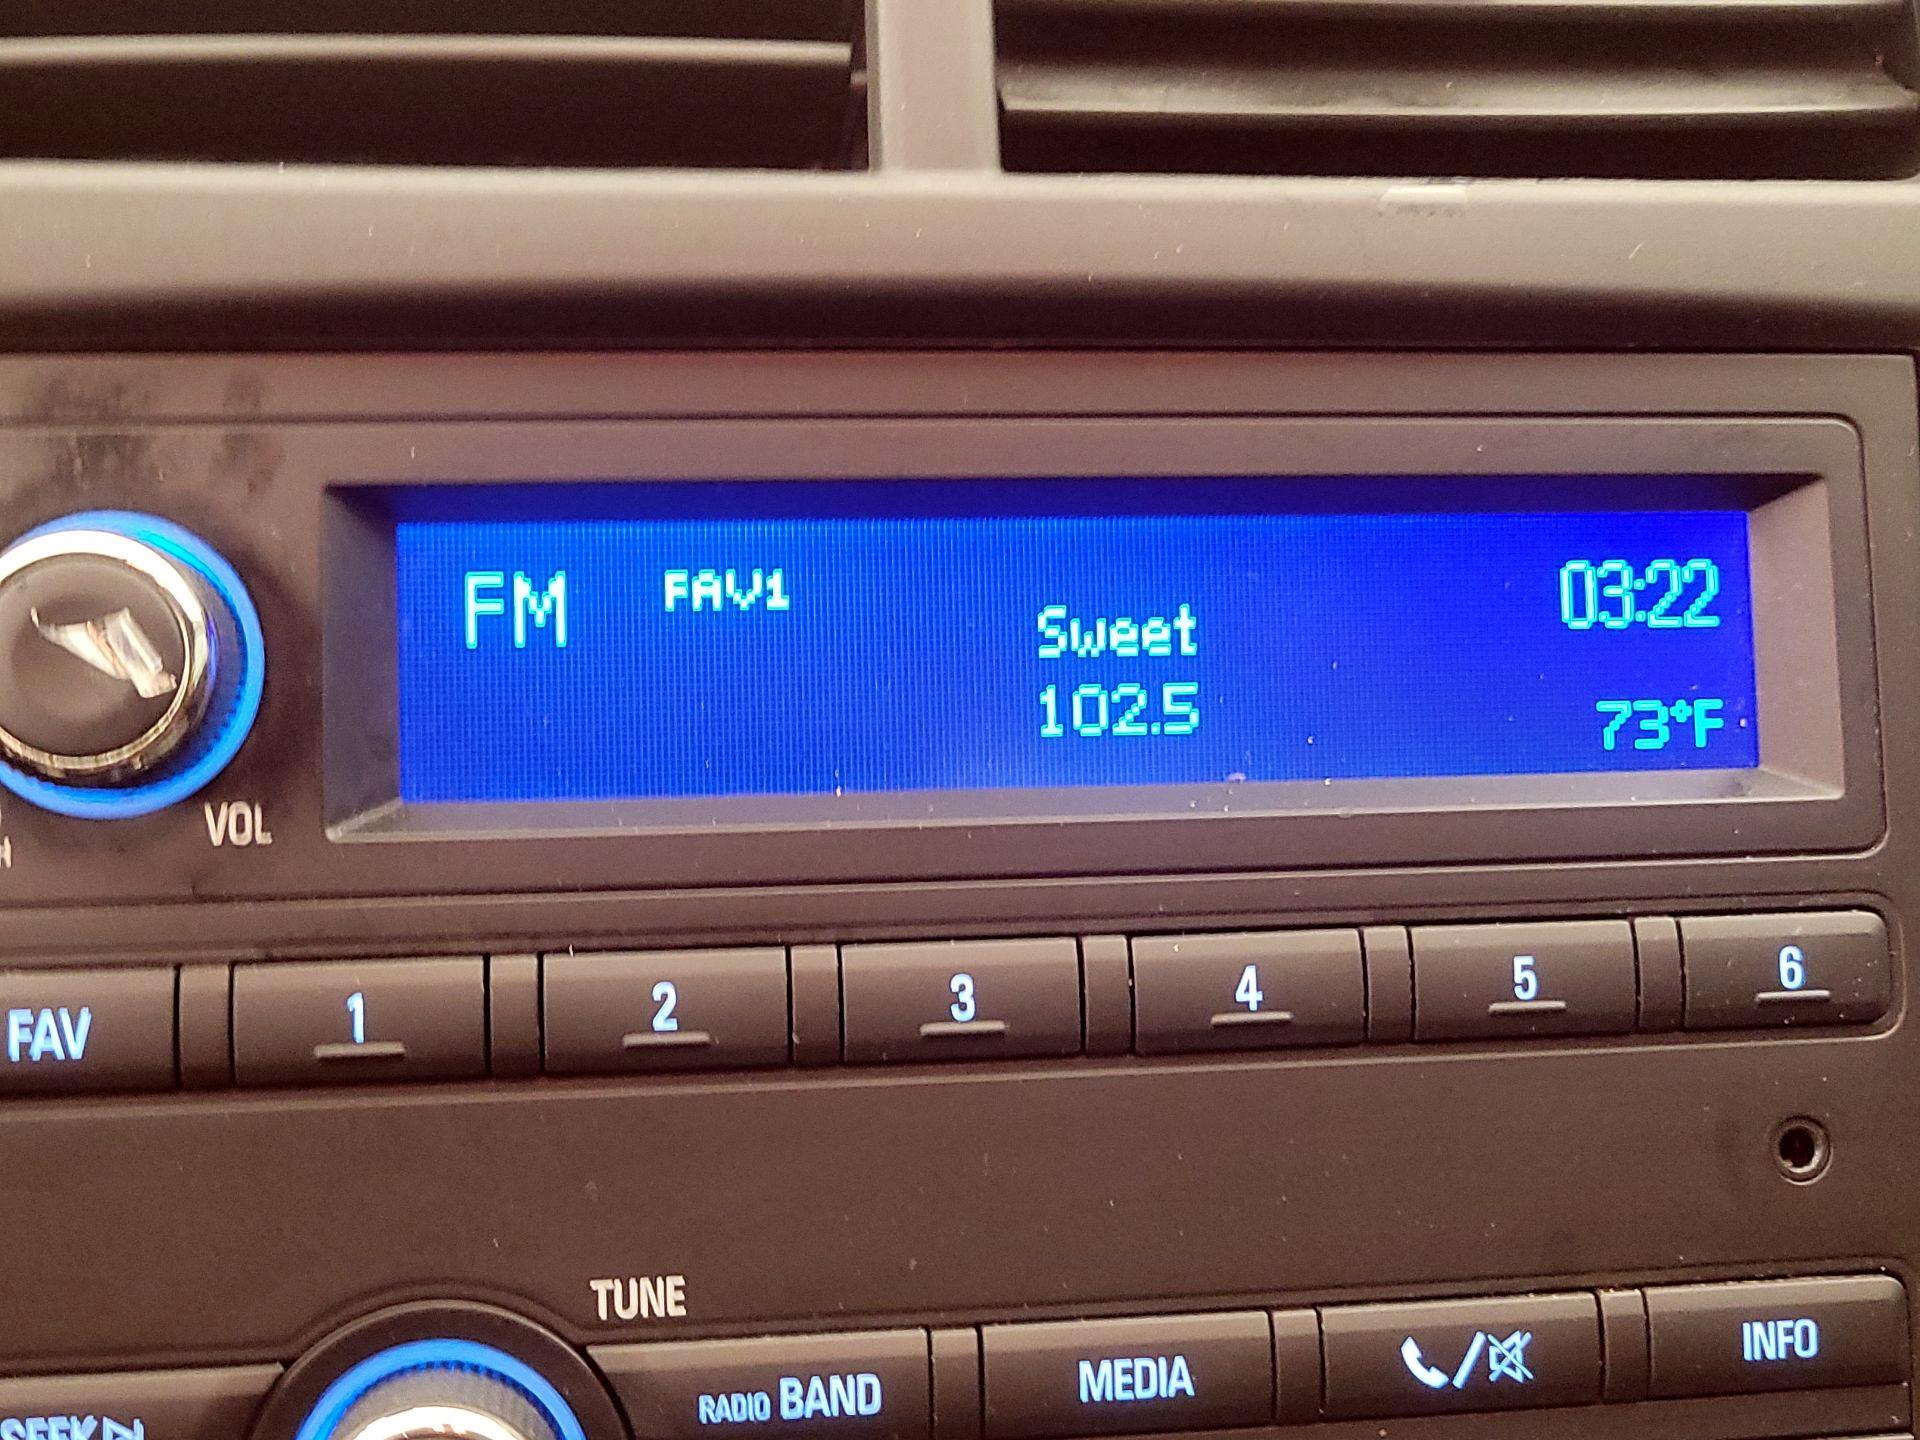 FM FAV1 03:22
Sweet
102.5 73°F
VOL
FAV 1 2 3 4 5 6
TUNE
RADIO BAND MEDIA / INFO
SEEK